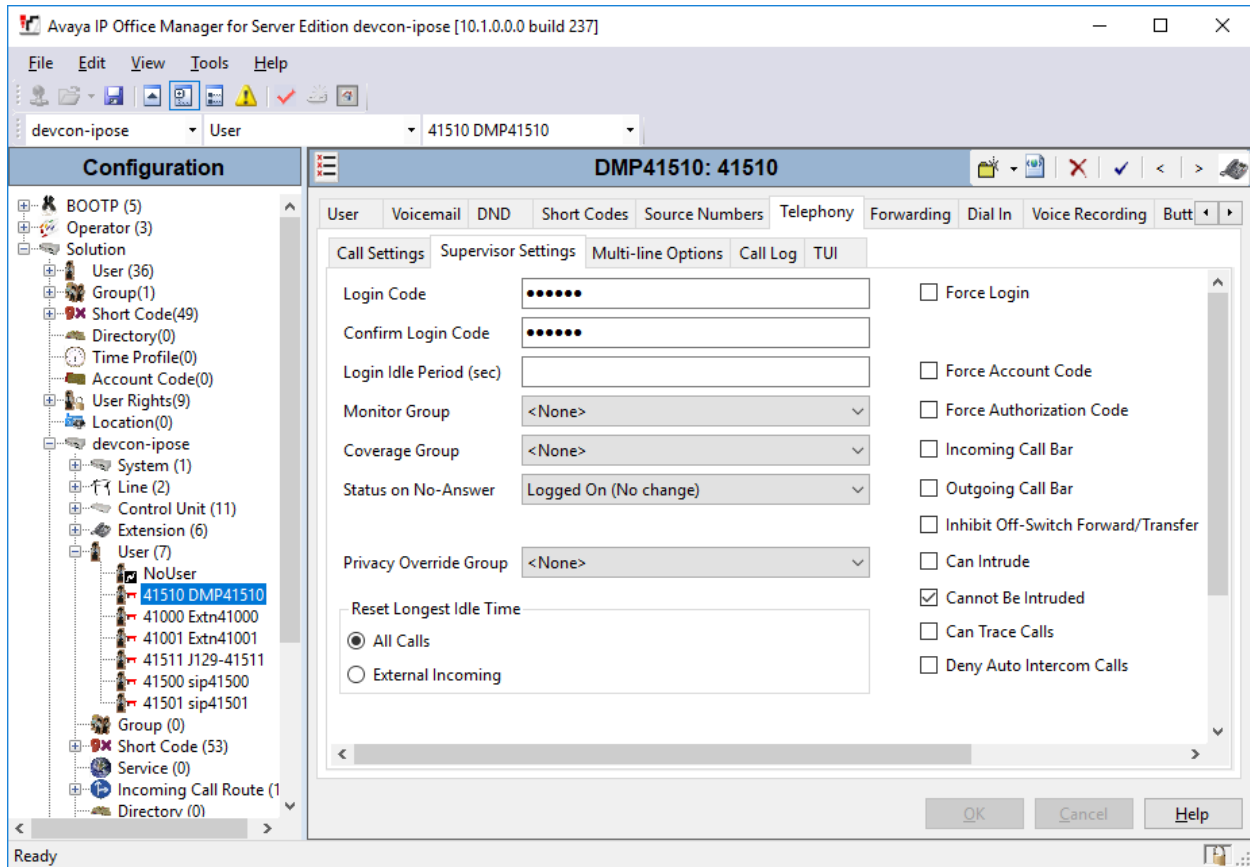 Avaya IP Office Manager for Server Edition devcon-ipose [10.1.0.0.0 build 237]
File Edit View Tools Help
devcon-ipose User 41510 DMP41510
Configuration
BOOTP (5)
Operator (3)
Solution
User (36)
Group(1)
Short Code(49)
Directory(0)
Time Profile(0)
Account Code(0)
User Rights(9)
Location(0)
devcon-ipose
System (1)
Line (2)
Control Unit (11)
Extension (6)
User (7)
NoUser
41510 DMP41510
41000 Extn41000
41001 Extn41001
41511 J129-41511
41500 sip41500
41501 sip41501
Group (0)
Short Code (53)
Service (0)
Incoming Call Route (1
Directory (0)
DMP41510: 41510
User Voicemail DND Short Codes Source Numbers Telephony Forwarding Dial In Voice Recording Butt
Call Settings Supervisor Settings Multi-line Options Call Log TUI
Login Code ●●●●●● Force Login
Confirm Login Code ●●●●●●
Login Idle Period (sec) Force Account Code
Monitor Group <None> Force Authorization Code
Coverage Group <None> Incoming Call Bar
Status on No-Answer Logged On (No change) Outgoing Call Bar
Inhibit Off-Switch Forward/Transfer
Privacy Override Group <None> Can Intrude
Reset Longest Idle Time Cannot Be Intruded
All Calls Can Trace Calls
External Incoming Deny Auto Intercom Calls
OK Cancel Help
Ready